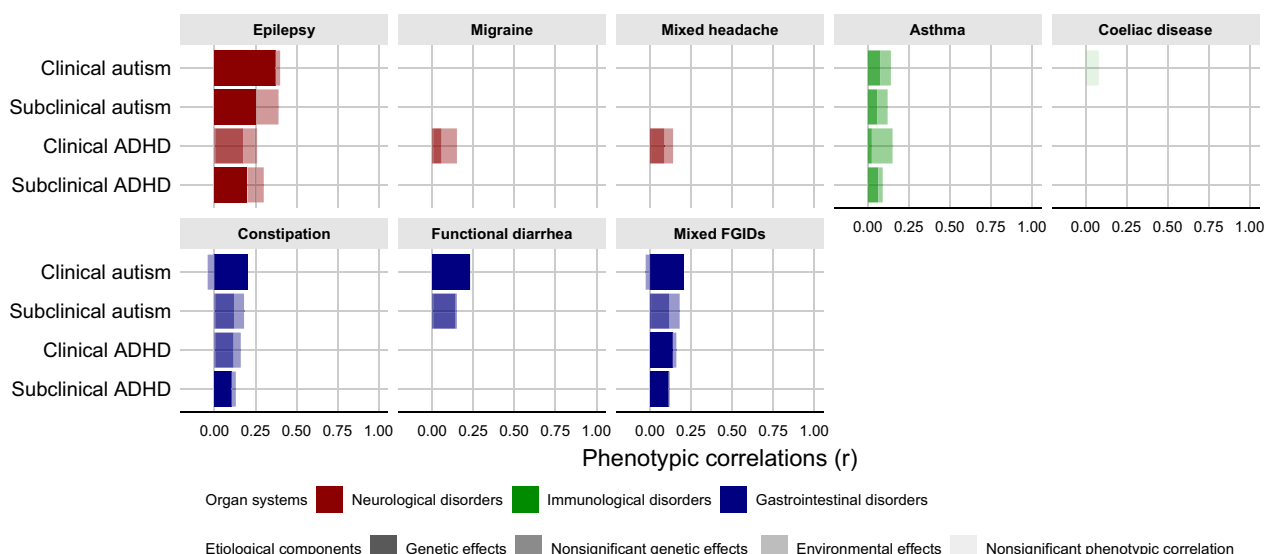 Epilepsy Migraine Mixed headache Asthma Coeliac disease
Clinical autism
Subclinical autism
Clinical ADHD
Subclinical ADHD
0.00 0.25 0.50 0.75 1.00 0.00 0.25 0.50 0.75 1.00
Constipation Functional diarrhea Mixed FGIDs
Clinical autism
Subclinical autism
Clinical ADHD
Subclinical ADHD
0.00 0.25 0.50 0.75 1.00 0.00 0.25 0.50 0.75 1.00 0.00 0.25 0.50 0.75 1.00
Phenotypic correlations (r)
Organ systems Neurological disorders Immunological disorders Gastrointestinal disorders
Etiological components Genetic effects Nonsignificant genetic effects Environmental effects Nonsignificant phenotypic correlation